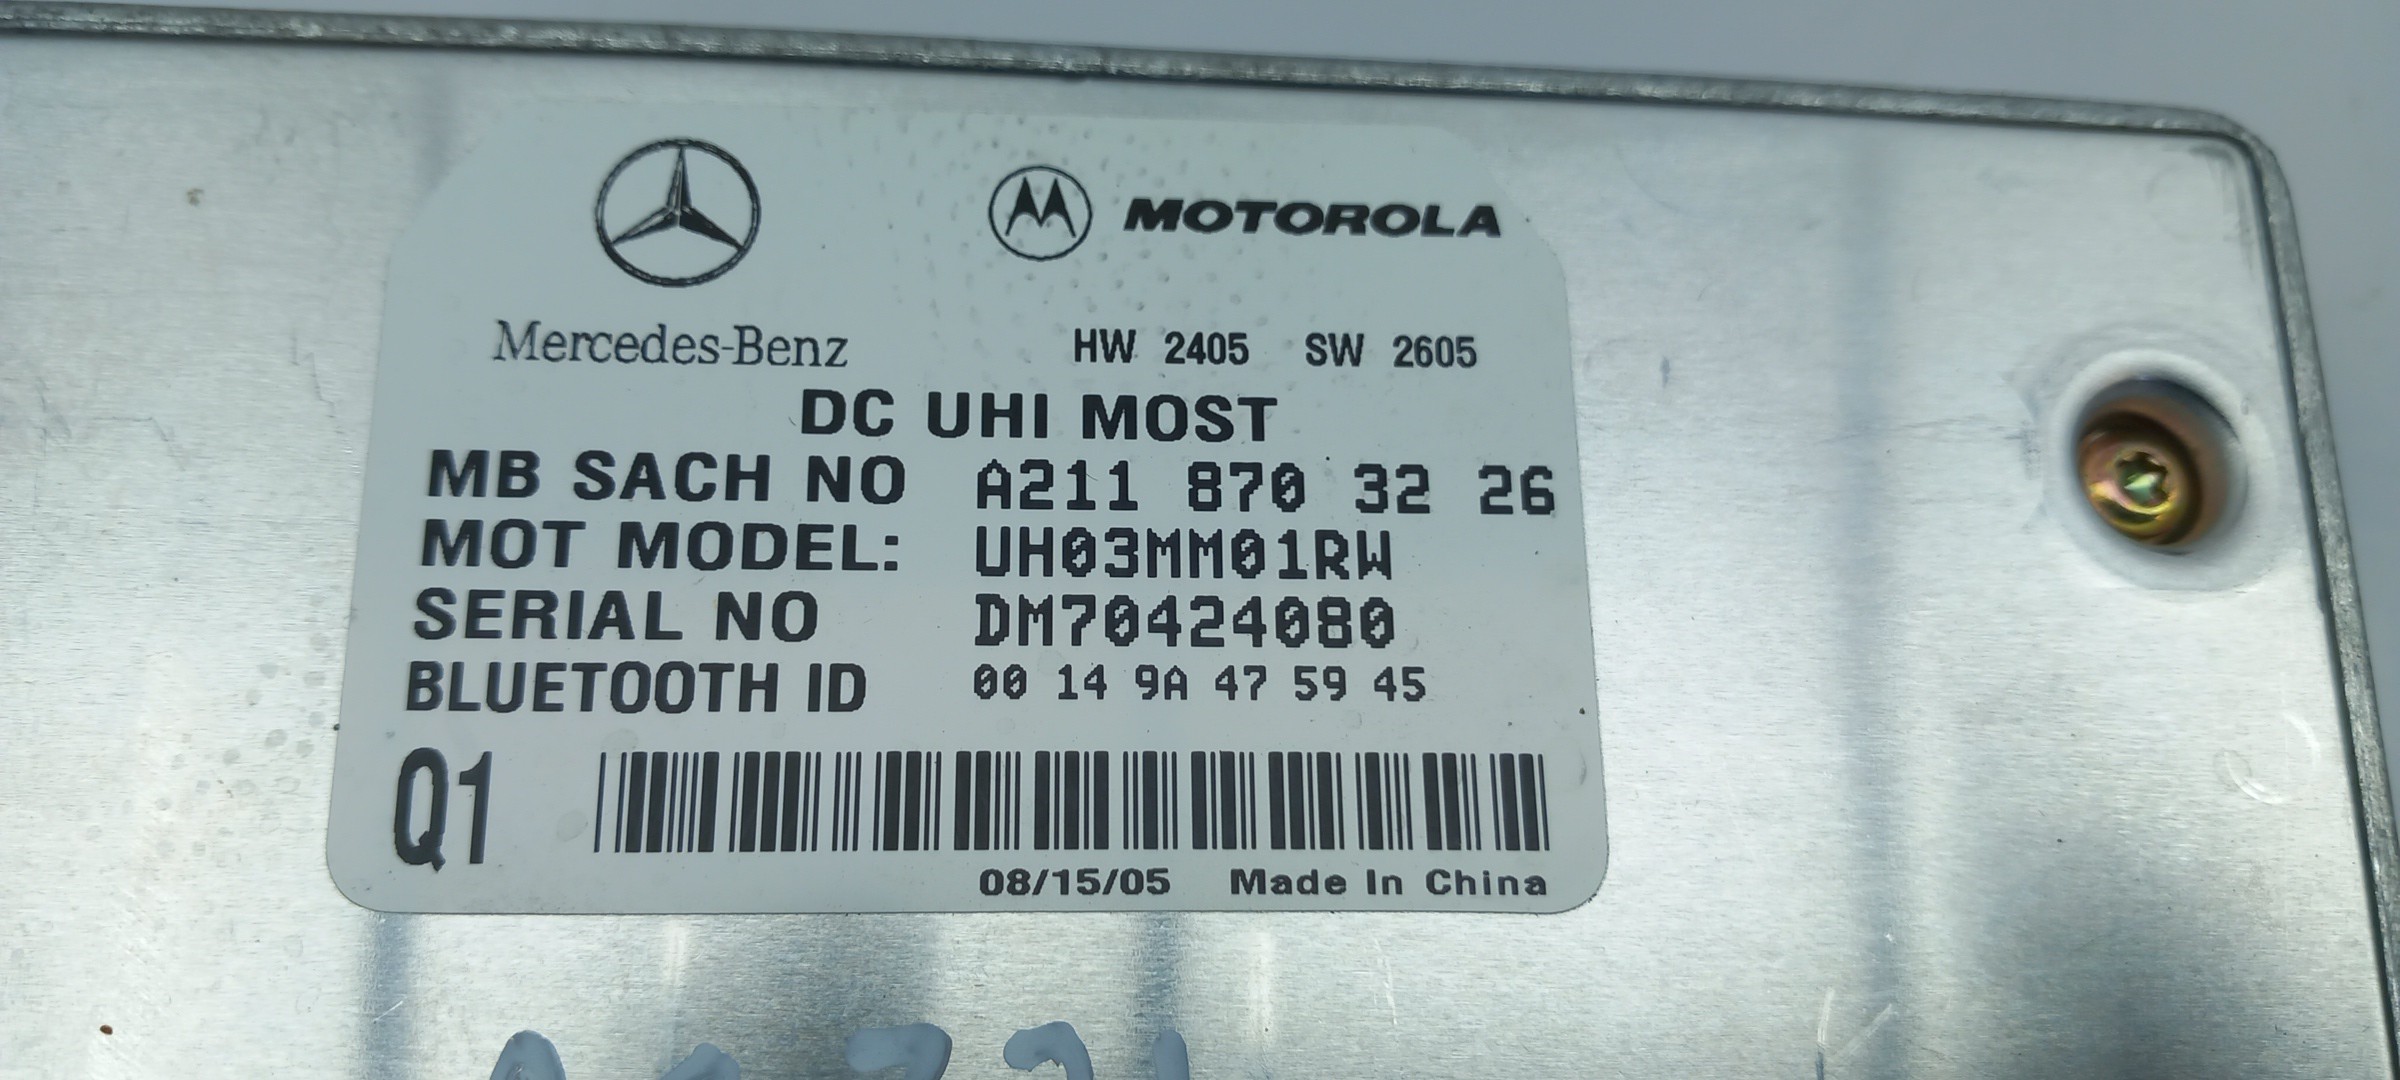 MOTOROLA
Mercedes-Benz
HW 2405 SW 2605
DC UHI MOST
MB SACH NO A211 870 32 26
MOT MODEL: UH03MM01RW
SERIAL NO DM70424080
BLUETOOTH ID 00 14 9A 47 59 45
Q1
08/15/05 Made In China